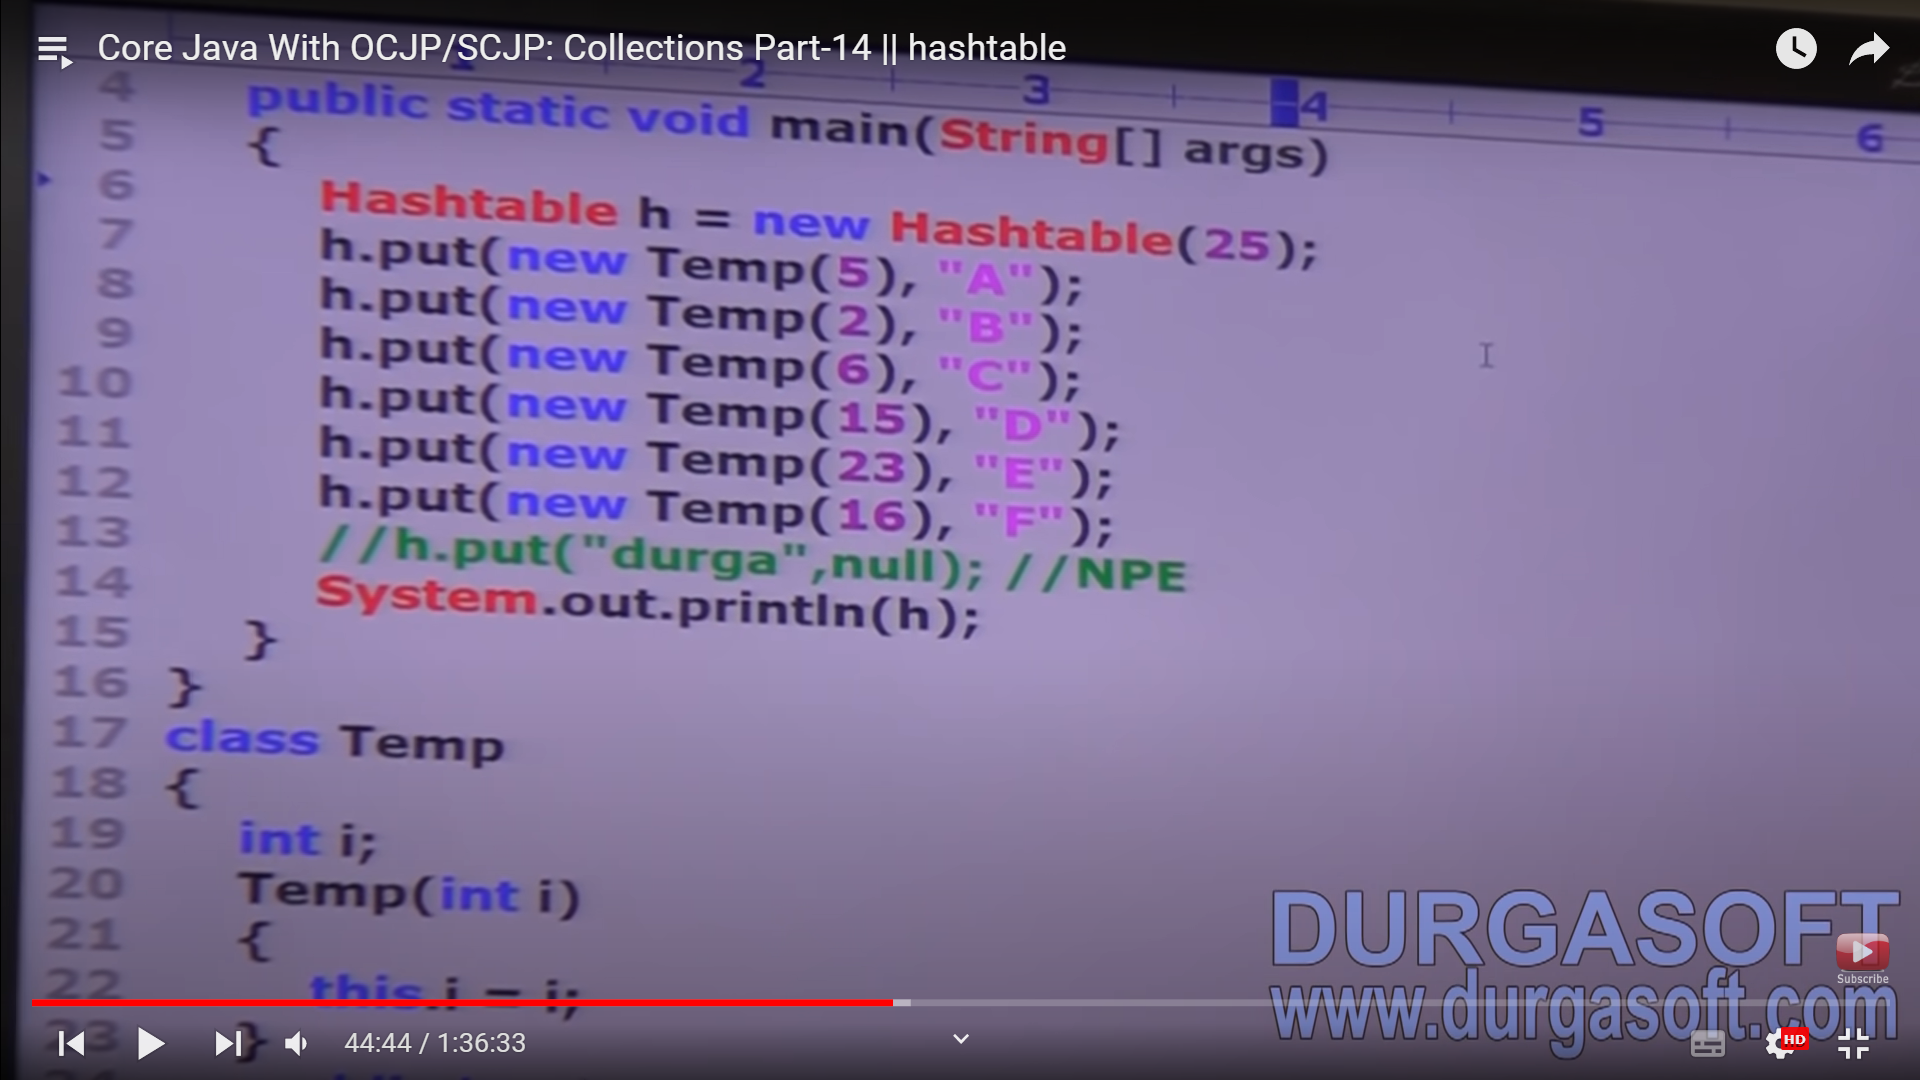 Core Java With OCJP/SCJP: Collections Part-14 || hashtable
1 2 3 4 5 6
4 public static void main(String[] args)
5 {
6 Hashtable h = new Hashtable(25);
7 h.put(new Temp(5), "A");
8 h.put(new Temp(2), "B");
9 h.put(new Temp(6), "C");
10 h.put(new Temp(15), "D");
11 h.put(new Temp(23), "E");
12 h.put(new Temp(16), "F");
13 //h.put("durga",null); //NPE
14 System.out.println(h);
15 }
16 }
17 class Temp
18 {
19 int i;
20 Temp(int i)
21 {
22 this.i = i;
23 }
DURGASOFT
Subscribe
www.durgasoft.com
44:44 / 1:36:33
HD